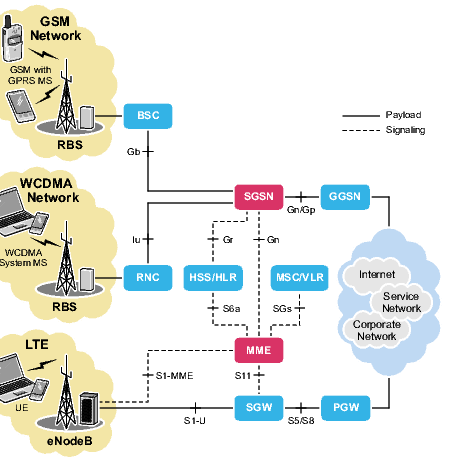 GSM
Network
GSM with
GPRS MS
RBS
BSC
Gb
Payload
Signaling
WCDMA
Network
WCDMA
System MS
RBS
Iu
RNC
SGSN
Gn/Gp
GGSN
Gr
Gn
HSS/HLR
MSC/VLR
S6a
SGs
Internet
Service
Network
Corporate
Network
LTE
UE
eNodeB
S1-MME
MME
S11
S1-U
SGW
S5/S8
PGW